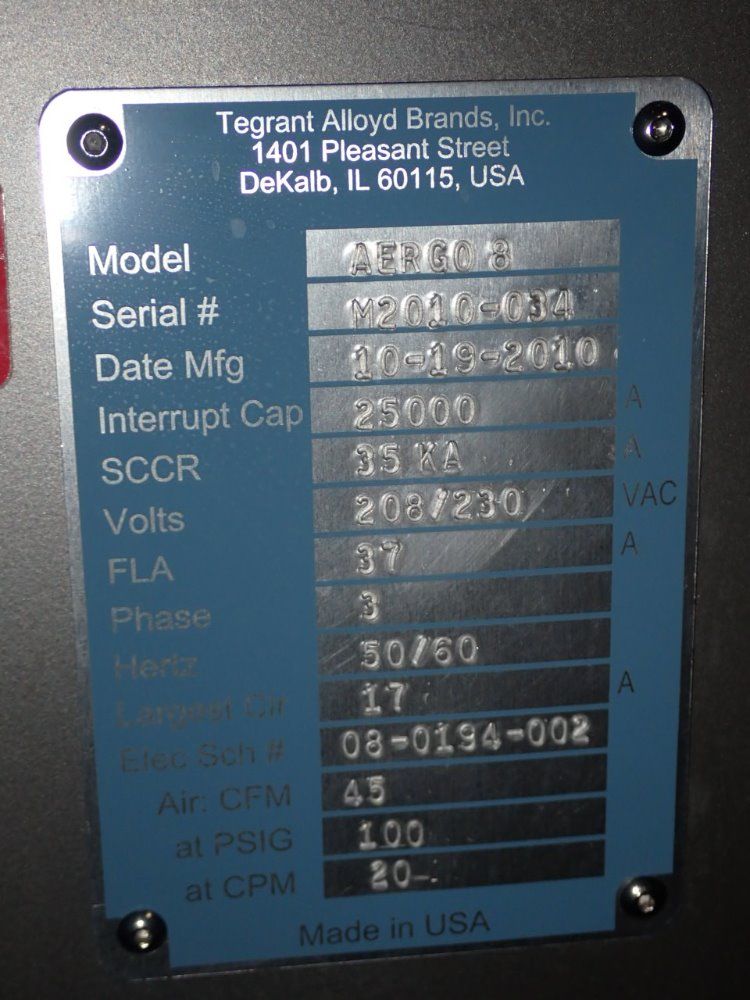 Tegrant Alloyd Brands, Inc.
1401 Pleasant Street
DeKalb, IL 60115, USA
Model AERGO 8
Serial # M2010-034
Date Mfg 10-19-2010
Interrupt Cap 25000 A
SCCR 35 KA A
Volts 208/230 VAC
FLA 37 A
Phase 3
Hertz 50/60
Largest Cir 17 A
Elec Sch # 08-0194-002
Air: CFM 45
at PSIG 100
at CPM 20
Made in USA